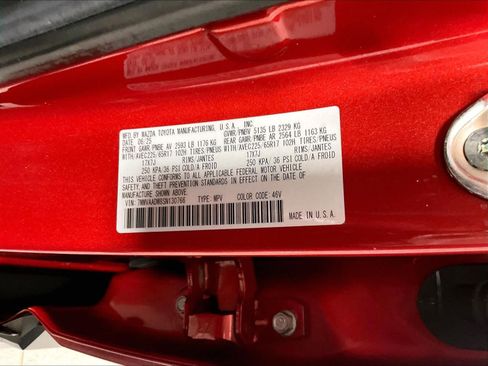 MFD.BY MAZDA TOYOTA MANUFACTURING, U.S.A., INC.
DATE: 06/25 GVWR/PNBV 5135 LB 2329 KG
FRONT GAWR/PNBE AV 2593 LB 1176 KG REAR GAWR/PNBE AR 2564 LB 1163 KG
WITH/AVEC225/65R17 102H TIRES/PNEUS WITH/AVEC225/65R17 102H TIRES/PNEUS
17X7J RIMS/JANTES 17X7J RIMS/JANTES
250 KPA/36 PSI COLD/A FROID 250 KPA/36 PSI COLD/A FROID
THIS VEHICLE CONFORMS TO ALL APPLICABLE FEDERAL MOTOR VEHICLE
SAFETY AND THEFT PREVENTION STANDARDS IN EFFECT ON THE DATE OF
MANUFACTURE SHOWN ABOVE.
VIN: TYPE: MPV COLOR CODE: 46V
MADE IN U.S.A.